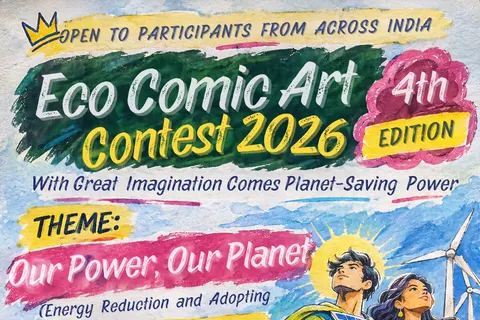 OPEN TO PARTICIPANTS FROM ACROSS INDIA
Eco Comic Art
Contest 2026
4th
EDITION
With Great Imagination Comes Planet-Saving Power
THEME:
Our Power, Our Planet
(Energy Reduction and Adopting